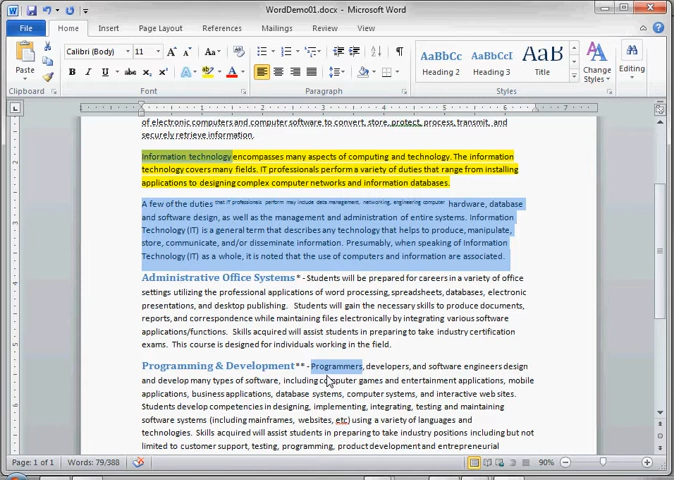 WordDemo01.docx - Microsoft Word
File Home Insert Page Layout References Mailings Review View
Paste
Calibri (Body) 11
AaBbCc AaBbCc AaB
Heading 2 Heading 3 Title
Change Styles
Editing
Clipboard Font Paragraph Styles
of electronic computers and computer software to convert, store, protect, process, transmit, and
securely retrieve information.
Information technology encompasses many aspects of computing and technology. The information
technology covers many fields. IT professionals perform a variety of duties that range from installing
applications to designing complex computer networks and information databases.
A few of the duties that IT professionals perform may include data management, networking, engineering computer hardware, database
and software design, as well as the management and administration of entire systems. Information
Technology (IT) is a general term that describes any technology that helps to produce, manipulate,
store, communicate, and/or disseminate information. Presumably, when speaking of Information
Technology (IT) as a whole, it is noted that the use of computers and information are associated.
Administrative Office Systems * - Students will be prepared for careers in a variety of office
settings utilizing the professional applications of word processing, spreadsheets, databases, electronic
presentations, and desktop publishing. Students will gain the necessary skills to produce documents,
reports, and correspondence while maintaining files electronically by integrating various software
applications/functions. Skills acquired will assist students in preparing to take industry certification
exams. This course is designed for individuals working in the field.
Programming & Development ** - Programmers, developers, and software engineers design
and develop many types of software, including computer games and entertainment applications, mobile
applications, business applications, database systems, computer systems, and interactive web sites.
Students develop competencies in designing, implementing, integrating, testing and maintaining
software systems (including mainframes, websites, etc) using a variety of languages and
technologies. Skills acquired will assist students in preparing to take industry positions including but not
limited to customer support, testing, programming, product development and entrepreneurial
Page: 1 of 1 Words: 79/388 90%